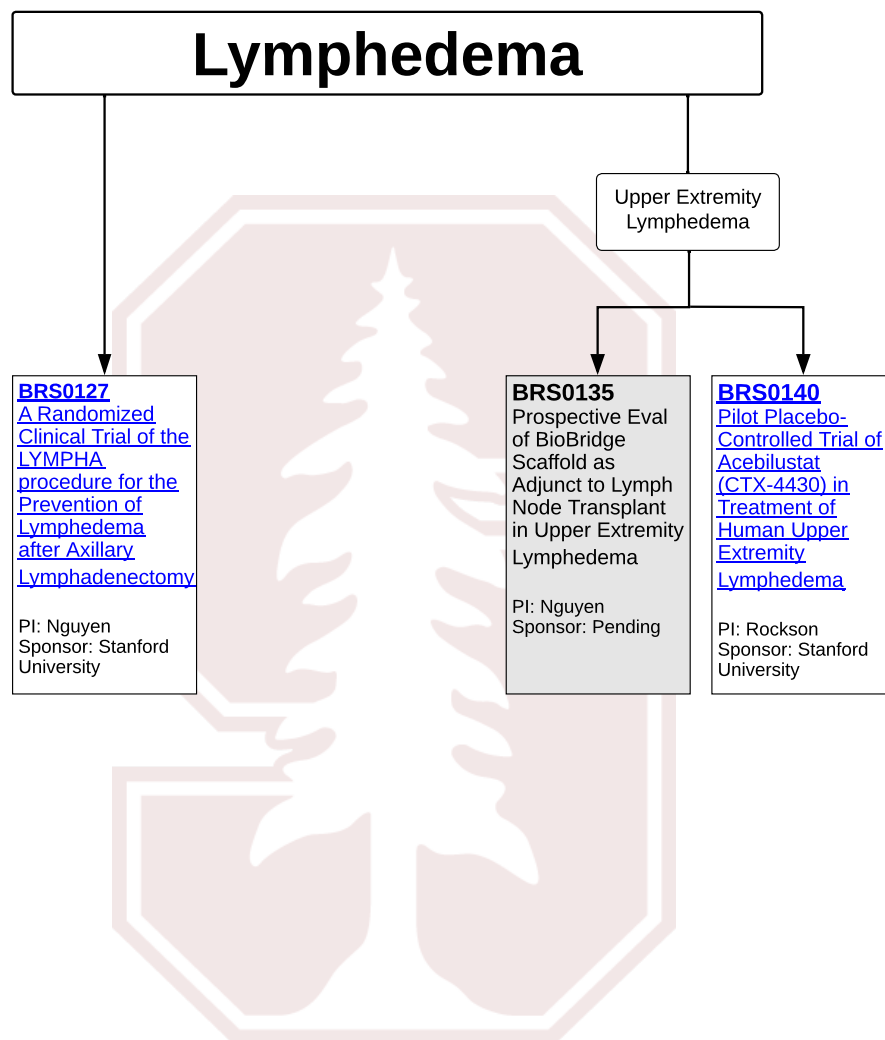 Lymphedema
Upper Extremity
Lymphedema
BRS0127
A Randomized
Clinical Trial of the
LYMPHA
procedure for the
Prevention of
Lymphedema
after Axillary
Lymphadenectomy
PI: Nguyen
Sponsor: Stanford
University
BRS0135
Prospective Eval
of BioBridge
Scaffold as
Adjunct to Lymph
Node Transplant
in Upper Extremity
Lymphedema
PI: Nguyen
Sponsor: Pending
BRS0140
Pilot Placebo-
Controlled Trial of
Acebilustat
(CTX-4430) in
Treatment of
Human Upper
Extremity
Lymphedema
PI: Rockson
Sponsor: Stanford
University